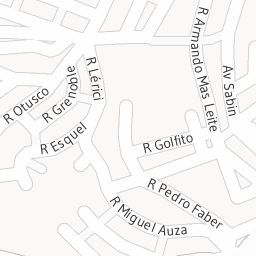 R Armando Mas Leite
Av Sabin
R Lérici
R Grenoble
R Otusco
R Esquel
R Golfito
R Pedro Faber
R Miguel Auza